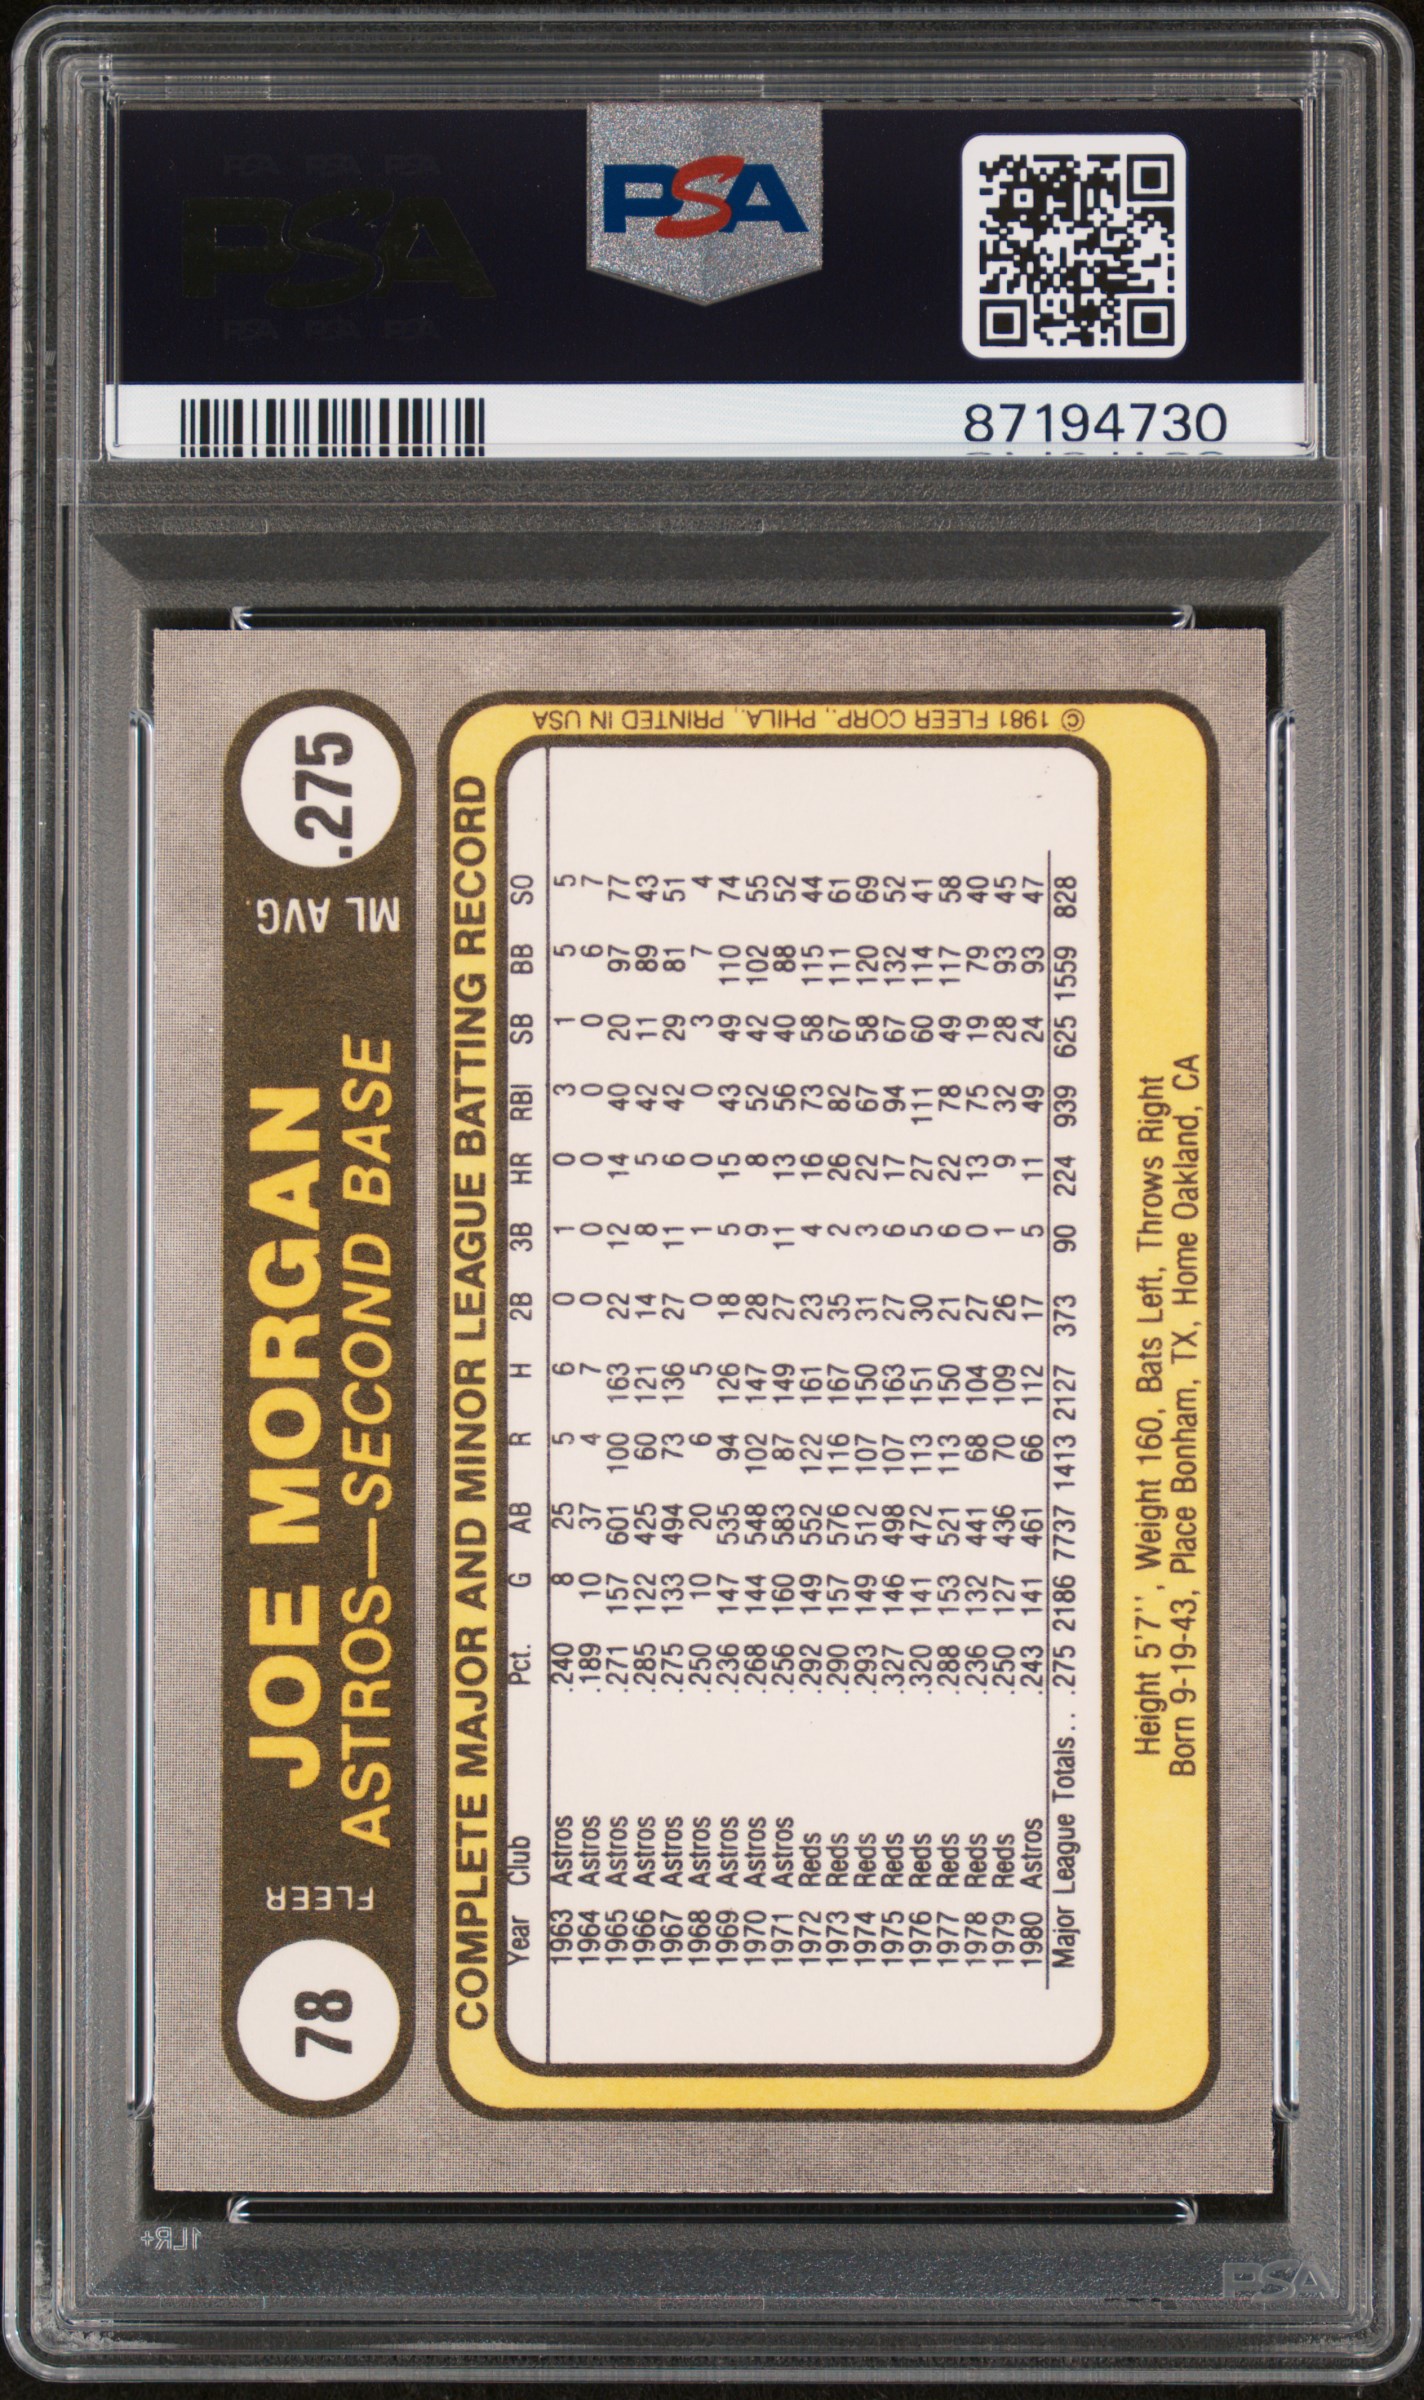 PSA PSA PSA
PSA
PSA PSA PSA
PSA
87194730
78
FLEER
JOE MORGAN
ASTROS—SECOND BASE
ML AVG.
.275
COMPLETE MAJOR AND MINOR LEAGUE BATTING RECORD
Year Club Pct. G AB R H 2B 3B HR RBI SB BB SO
1963 Astros .240 8 25 5 6 0 1 0 3 1 5 5
1964 Astros .189 10 37 4 7 0 0 0 0 0 6 7
1965 Astros .271 157 601 100 163 22 12 14 40 20 97 77
1966 Astros .285 122 425 60 121 14 8 5 42 11 89 43
1967 Astros .275 133 494 73 136 27 11 6 42 29 81 51
1968 Astros .250 10 20 6 5 0 1 0 0 3 7 4
1969 Astros .236 147 535 94 126 18 5 15 43 49 110 74
1970 Astros .268 144 548 102 147 28 9 8 52 42 102 55
1971 Astros .256 160 583 87 149 27 11 13 56 40 88 52
1972 Reds .292 149 552 122 161 23 4 16 73 58 115 44
1973 Reds .290 157 576 116 167 35 2 26 82 67 111 61
1974 Reds .293 149 512 107 150 31 3 22 67 58 120 69
1975 Reds .327 146 498 107 163 27 6 17 94 67 132 52
1976 Reds .320 141 472 113 151 30 5 27 111 60 114 41
1977 Reds .288 153 521 113 150 21 6 22 78 49 117 58
1978 Reds .236 132 441 68 104 27 0 13 75 19 79 40
1979 Reds .250 127 436 70 109 26 1 9 32 28 93 45
1980 Astros .243 141 461 66 112 17 5 11 49 24 93 47
Major League Totals. . .275 2186 7737 1413 2127 373 90 224 939 625 1559 828
© 1981 FLEER CORP., PHILA., PRINTED IN USA
Height 5'7'', Weight 160, Bats Left, Throws Right
Born 9-19-43, Place Bonham, TX, Home Oakland, CA
1LR+
PSA